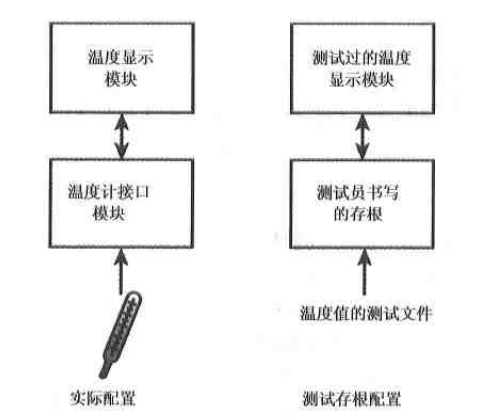 温度显示
模块
温度计接口
模块
实际配置
测试过的温度
显示模块
测试员书写
的存根
温度值的测试文件
测试存根配置